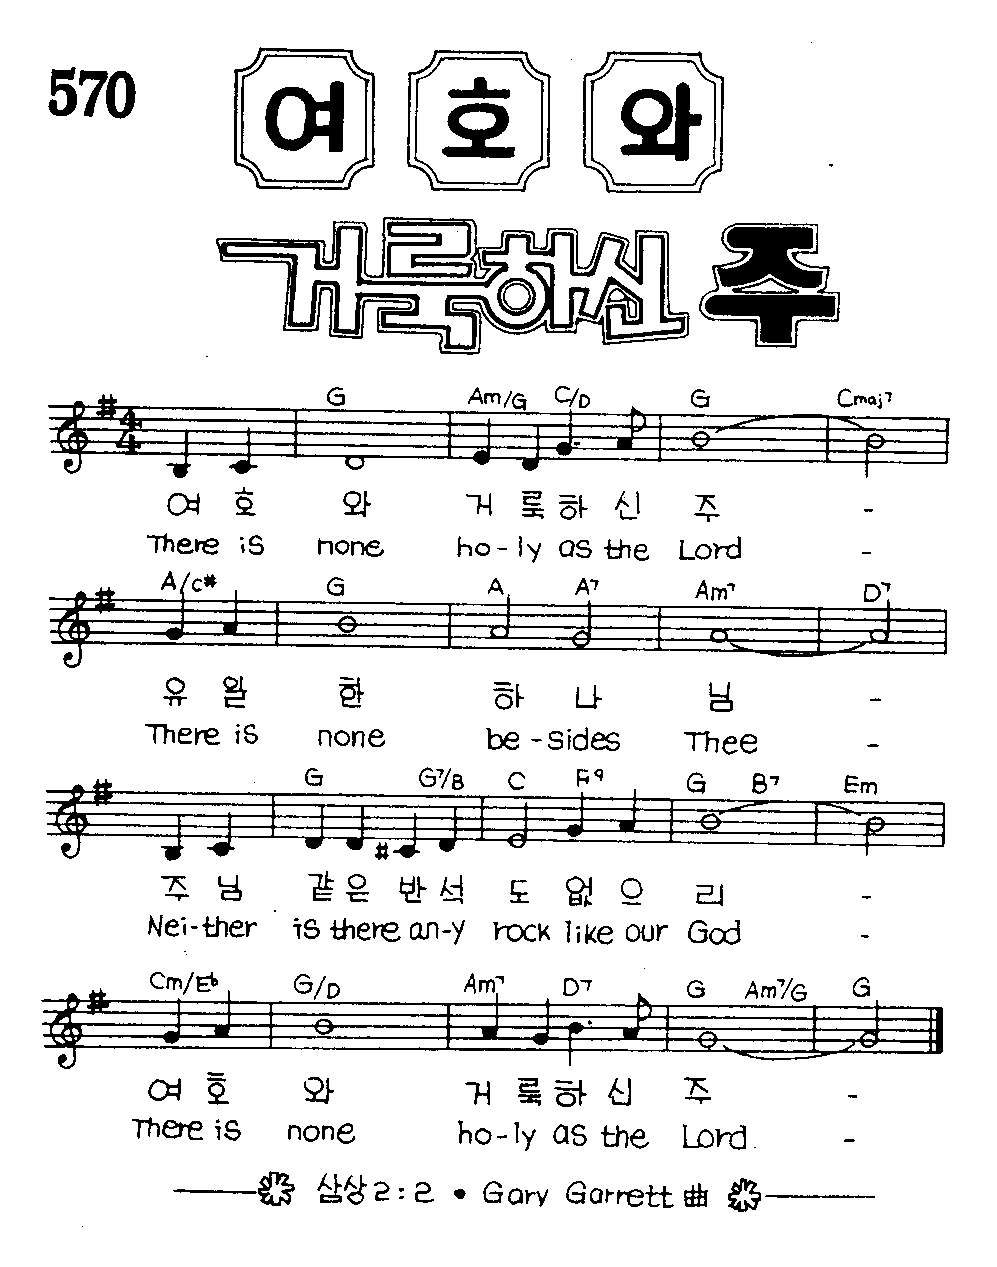 570
여호와
거룩하신 주
G Am/G C/D G Cmaj7
여 호 와 거 룩 하 신 주 -
There is none ho-ly as the Lord -
A/C# G A A7 Am7 D7
유 일 한 하 나 님 -
There is none be-sides Thee -
G G7/B C F9 G B7 Em
주 님 같 은 반 석 도 없 으 리 -
Nei-ther is there an-y rock like our God -
Cm/Eb G/D Am7 D7 G Am7/G G
여 호 와 거 룩 하 신 주 -
There is none ho-ly as the Lord. -
삼상 2:2 • Gary Garrett 曲